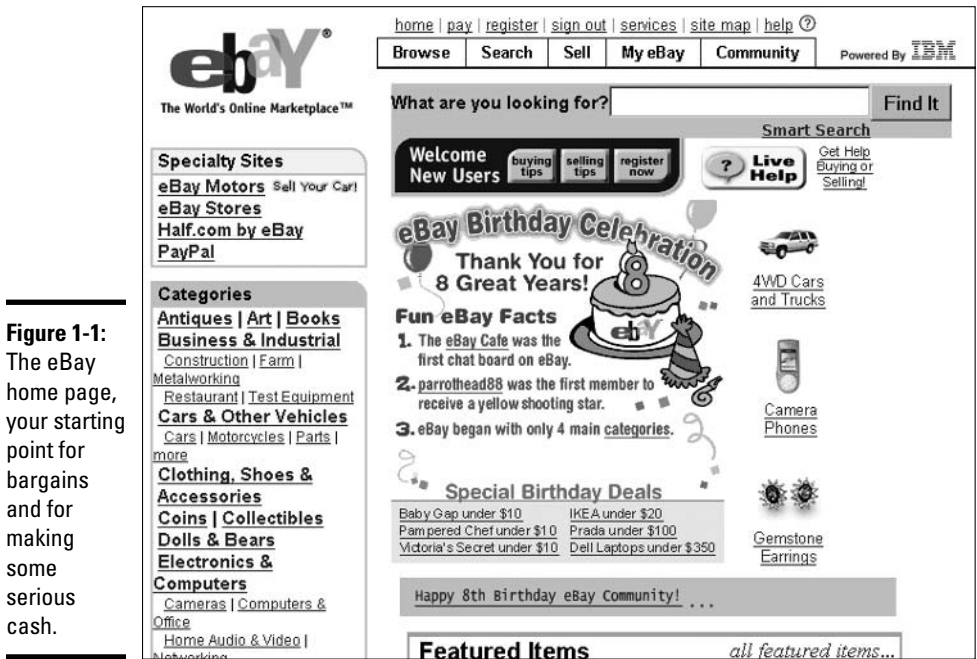 Figure 1-1:
The eBay
home page,
your starting
point for
bargains
and for
making
some
serious
cash.
ebay®
The World's Online Marketplace™
home | pay | register | sign out | services | site map | help ?
Browse Search Sell My eBay Community Powered By IBM
What are you looking for? Find It
Smart Search
Specialty Sites
eBay Motors Sell Your Car!
eBay Stores
Half.com by eBay
PayPal
Categories
Antiques | Art | Books
Business & Industrial
Construction | Farm |
Metalworking
Restaurant | Test Equipment
Cars & Other Vehicles
Cars | Motorcycles | Parts |
more
Clothing, Shoes &
Accessories
Coins | Collectibles
Dolls & Bears
Electronics &
Computers
Cameras | Computers &
Office
Home Audio & Video |
Networking
Welcome
New Users
buying
tips
selling
tips
register
now
? Live
Help
Get Help
Buying or
Selling!
eBay Birthday Celebration
Thank You for
8 Great Years!
8
ebay
Fun eBay Facts
1. The eBay Cafe was the
first chat board on eBay.
2. parrothead88 was the first member to
receive a yellow shooting star.
3. eBay began with only 4 main categories.
Special Birthday Deals
Baby Gap under $10 IKEA under $20
Pampered Chef under $10 Prada under $100
Victoria's Secret under $10 Dell Laptops under $350
4WD Cars
and Trucks
Camera
Phones
Gemstone
Earrings
Happy 8th Birthday eBay Community! ...
Featured Items all featured items...